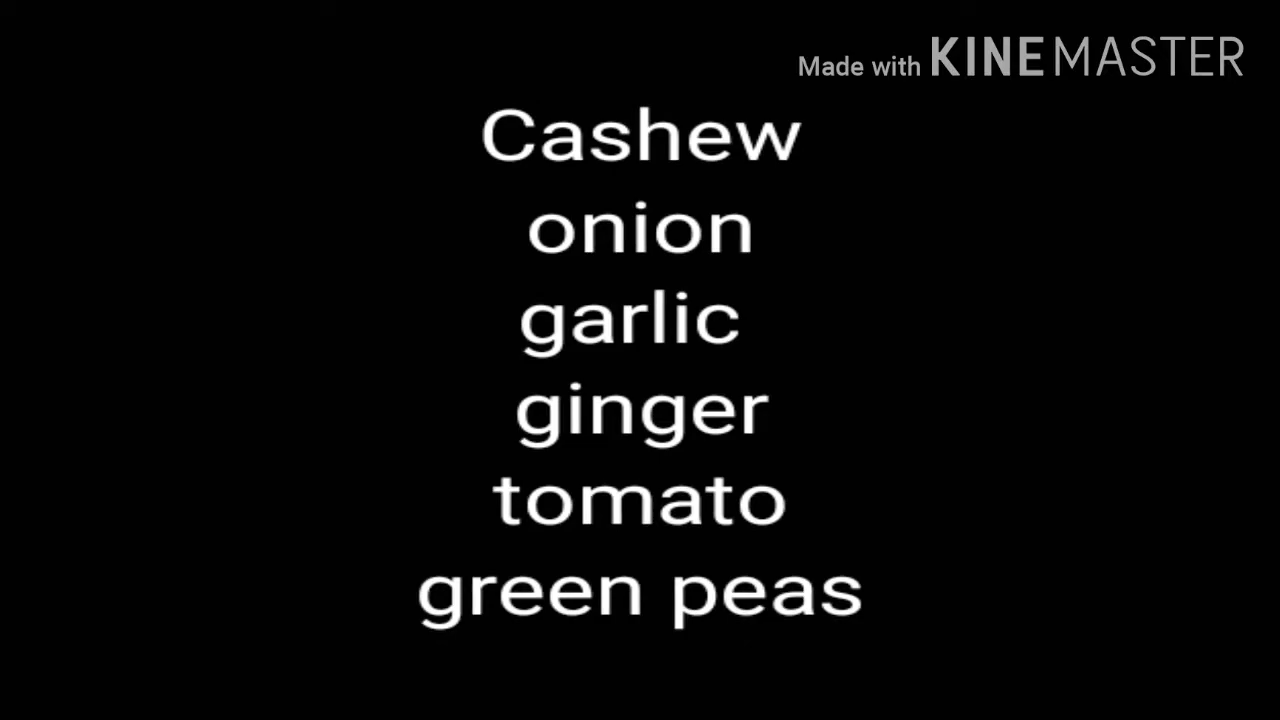 Made with KINEMASTER
Cashew
onion
garlic
ginger
tomato
green peas